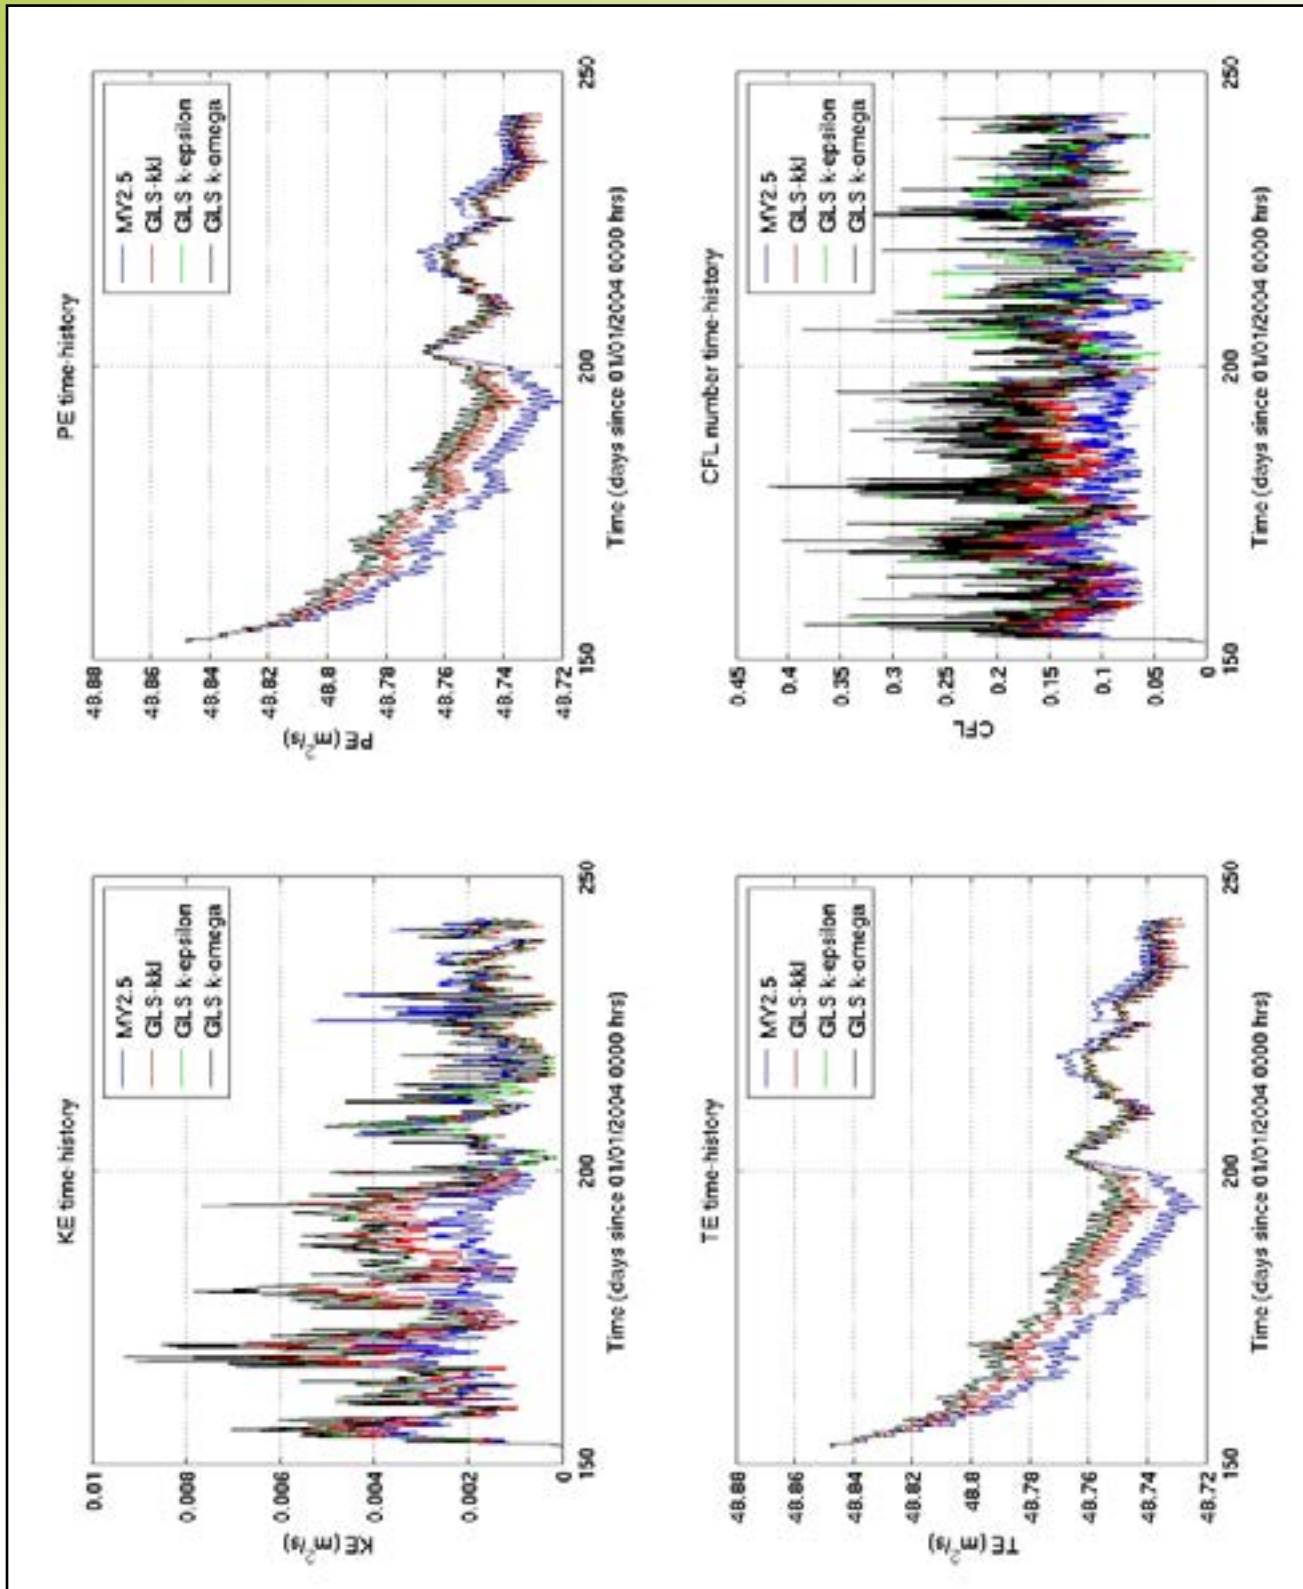 KE time-history
KE (m²/s)
0.01
0.008
0.006
0.004
0.002
0
MY2.5
GLS-kkl
GLS k-epsilon
GLS k-omega
150
200
250
Time (days since 01/01/2004 0000 hrs)
PE time-history
PE (m²/s)
48.88
48.86
48.84
48.82
48.8
48.78
48.76
48.74
48.72
MY2.5
GLS-kkl
GLS k-epsilon
GLS k-omega
150
200
250
Time (days since 01/01/2004 0000 hrs)
TE time-history
TE (m²/s)
48.88
48.86
48.84
48.82
48.8
48.78
48.76
48.74
48.72
MY2.5
GLS-kkl
GLS k-epsilon
GLS k-omega
150
200
250
Time (days since 01/01/2004 0000 hrs)
CFL number time-history
CFL
0.45
0.4
0.35
0.3
0.25
0.2
0.15
0.1
0.05
0
MY2.5
GLS-kkl
GLS k-epsilon
GLS k-omega
150
200
250
Time (days since 01/01/2004 0000 hrs)